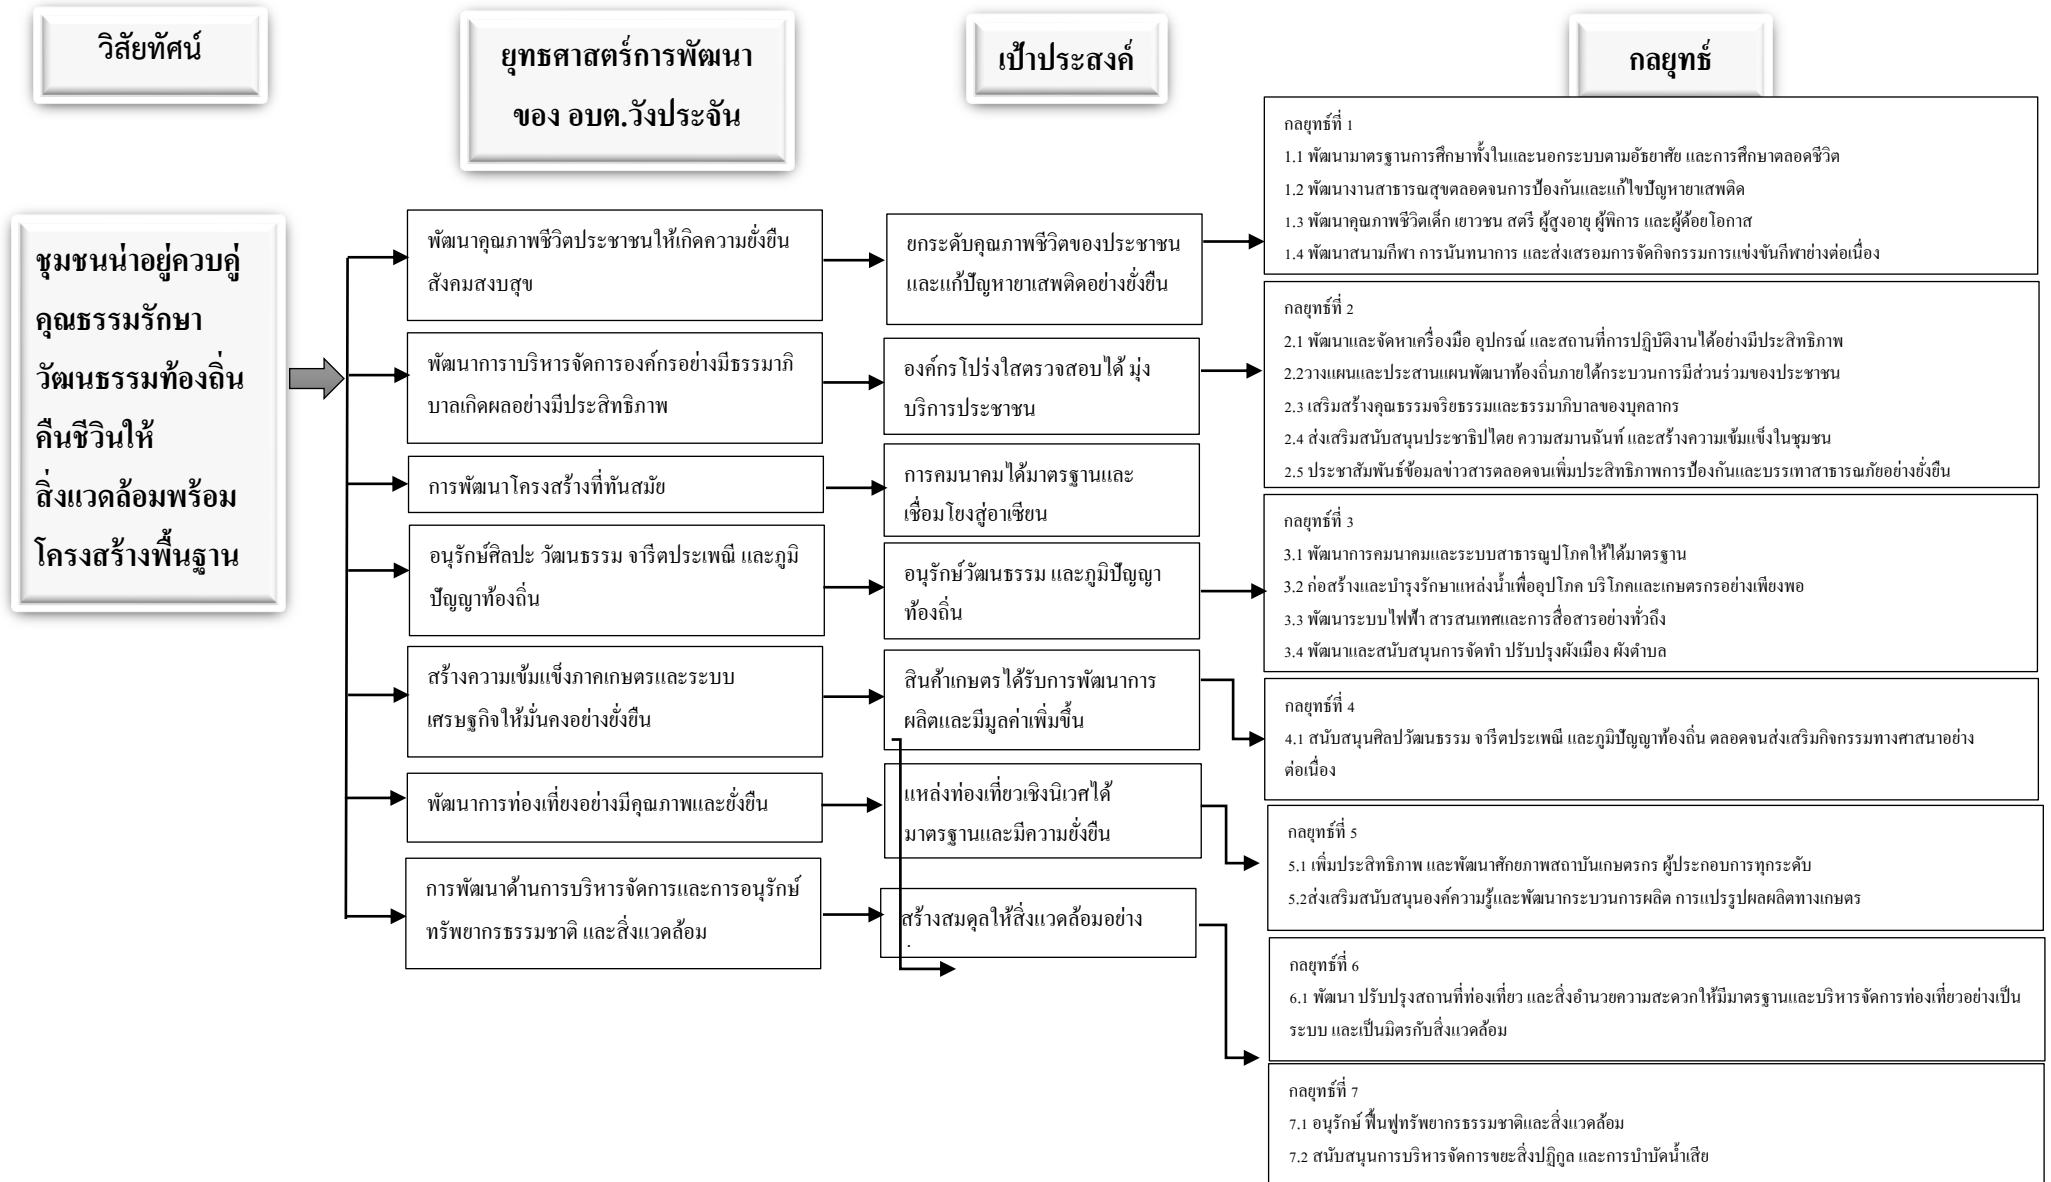 วิสัยทัศน์
ยุทธศาสตร์การพัฒนา
ของ อบต.วังประจัน
เป้าประสงค์
กลยุทธ์
ชุมชนน่าอยู่ควบคู่
คุณธรรมรักษา
วัฒนธรรมท้องถิ่น
คืนชีวินให้
สิ่งแวดล้อมพร้อม
โครงสร้างพื้นฐาน
พัฒนาคุณภาพชีวิตประชาชนให้เกิดความยั่งยืน
สังคมสงบสุข
พัฒนาการาบริหารจัดการองค์กรอย่างมีธรรมาภิ
บาลเกิดผลอย่างมีประสิทธิภาพ
การพัฒนาโครงสร้างที่ทันสมัย
อนุรักษ์ศิลปะ วัฒนธรรม จารีตประเพณี และภูมิ
ปัญญาท้องถิ่น
สร้างความเข้มแข็งภาคเกษตรและระบบ
เศรษฐกิจให้มั่นคงอย่างยั่งยืน
พัฒนาการท่องเที่ยงอย่างมีคุณภาพและยั่งยืน
การพัฒนาด้านการบริหารจัดการและการอนุรักษ์
ทรัพยากรธรรมชาติ และสิ่งแวดล้อม
ยกระดับคุณภาพชีวิตของประชาชน
และแก้ปัญหายาเสพติดอย่างยั่งยืน
องค์กรโปร่งใสตรวจสอบได้ มุ่ง
บริการประชาชน
การคมนาคมได้มาตรฐานและ
เชื่อมโยงสู่อาเซียน
อนุรักษ์วัฒนธรรม และภูมิปัญญา
ท้องถิ่น
สินค้าเกษตรได้รับการพัฒนาการ
ผลิตและมีมูลค่าเพิ่มขึ้น
แหล่งท่องเที่ยวเชิงนิเวศได้
มาตรฐานและมีความยั่งยืน
สร้างสมดุลให้สิ่งแวดล้อมอย่าง
กลยุทธ์ที่ 1
1.1 พัฒนามาตรฐานการศึกษาทั้งในและนอกระบบตามอัธยาศัย และการศึกษาตลอดชีวิต
1.2 พัฒนางานสาธารณสุขตลอดจนการป้องกันและแก้ไขปัญหายาเสพติด
1.3 พัฒนาคุณภาพชีวิตเด็ก เยาวชน สตรี ผู้สูงอายุ ผู้พิการ และผู้ด้อยโอกาส
1.4 พัฒนาสนามกีฬา การนันทนาการ และส่งเสรอมการจัดกิจกรรมการแข่งขันกีฬาย่างต่อเนื่อง
กลยุทธ์ที่ 2
2.1 พัฒนาและจัดหาเครื่องมือ อุปกรณ์ และสถานที่การปฏิบัติงานได้อย่างมีประสิทธิภาพ
2.2วางแผนและประสานแผนพัฒนาท้องถิ่นภายใต้กระบวนการมีส่วนร่วมของประชาชน
2.3 เสริมสร้างคุณธรรมจริยธรรมและธรรมาภิบาลของบุคลากร
2.4 ส่งเสริมสนับสนุนประชาธิปไตย ความสมานฉันท์ และสร้างความเข้มแข็งในชุมชน
2.5 ประชาสัมพันธ์ข้อมลข่าวสารตลอดจนเพิ่มประสิทธิภาพการป้องกันและบรรเทาสาธารณภัยอย่างยั่งยืน
กลยุทธ์ที่ 3
3.1 พัฒนาการคมนาคมและระบบสาธารณูปโภคให้ได้มาตรฐาน
3.2 ก่อสร้างและบำรุงรักษาแหล่งน้ำเพื่ออุปโภค บริโภคและเกษตรกรอย่างเพียงพอ
3.3 พัฒนาระบบไฟฟ้า สารสนเทศและการสื่อสารอย่างทั่วถึง
3.4 พัฒนาและสนับสนุนการจัดทำ ปรับปรุงผังเมือง ผังตำบล
กลยุทธ์ที่ 4
4.1 สนับสนุนศิลปวัฒนธรรม จารีตประเพณี และภูมิปัญญาท้องถิ่น ตลอดจนส่งเสริมกิจกรรมทางศาสนาอย่าง
ต่อเนื่อง
กลยุทธ์ที่ 5
5.1 เพิ่มประสิทธิภาพ และพัฒนาศักยภาพสถาบันเกษตรกร ผู้ประกอบการทุกระดับ
5.2ส่งเสริมสนับสนุนองค์ความรู้และพัฒนากระบวนการผลิต การแปรรูปผลผลิตทางเกษตร
กลยุทธ์ที่ 6
6.1 พัฒนา ปรับปรุงสถานที่ท่องเที่ยว และสิ่งอำนวยความสะดวกให้มีมาตรฐานและบริหารจัดการท่องเที่ยวอย่างเป็น
ระบบ และเป็นมิตรกับสิ่งแวดล้อม
กลยุทธ์ที่ 7
7.1 อนุรักษ์ ฟื้นฟูทรัพยากรธรรมชาติและสิ่งแวดล้อม
7.2 สนับสนุนการบริหารจัดการขยะสิ่งปฏิกูล และการบำบัดน้ำเสีย